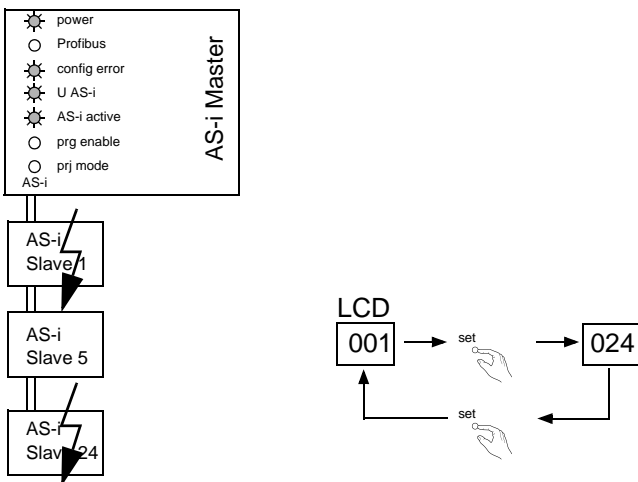 power
Profibus
config error
U AS-i
AS-i active
prg enable
prj mode
AS-i
AS-i Master
AS-i
Slave 1
AS-i
Slave 5
AS-i
Slave 24
LCD
001
set
024
set